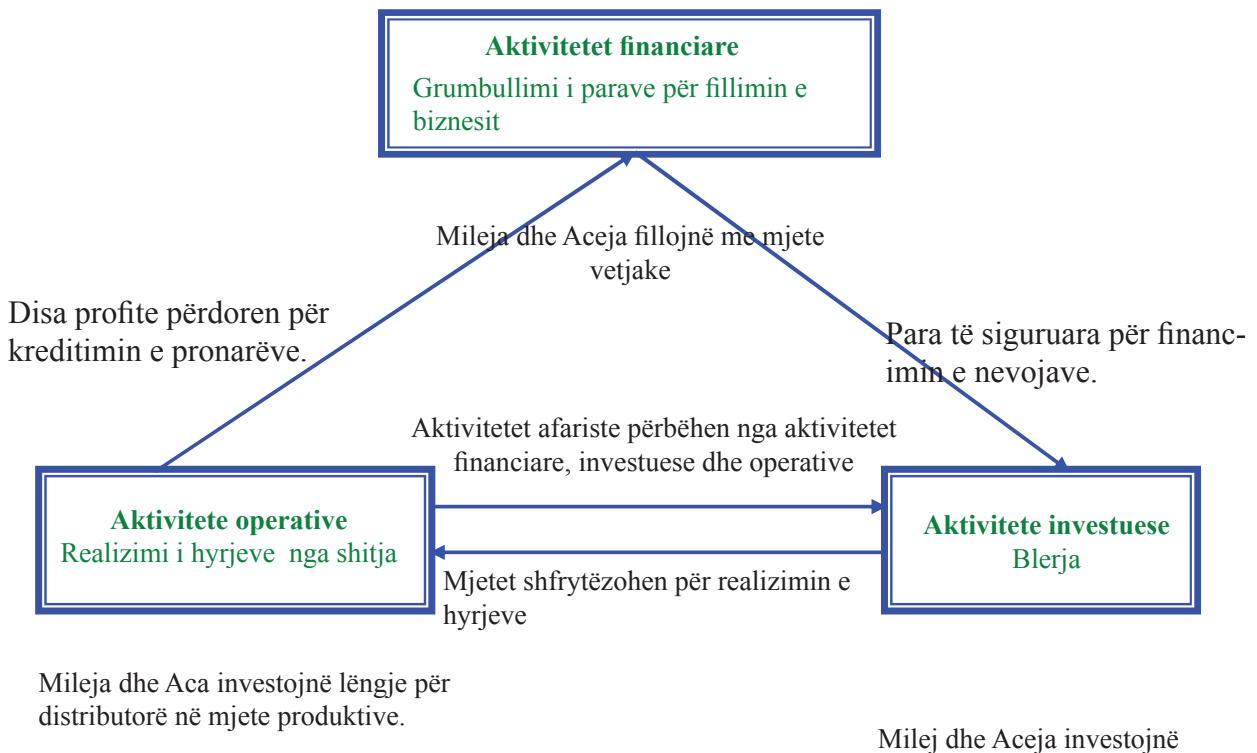 Aktivitetet financiare
Grumbullimi i parave për fillimin e
biznesit
Mileja dhe Aceja fillojnë me mjete
vetjake
Disa profite përdoren për
kreditimin e pronarëve.
Para të siguruara për financ-
imin e nevojave.
Aktivitetet afariste përbëhen nga aktivitetet
financiare, investuese dhe operative
Aktivitete operative
Realizimi i hyrjeve nga shitja
Aktivitete investuese
Blerja
Mjetet shfrytëzohen për realizimin e
hyrjeve
Mileja dhe Aca investojnë lëngje për
distributorë në mjete produktive.
Milej dhe Aceja investojnë